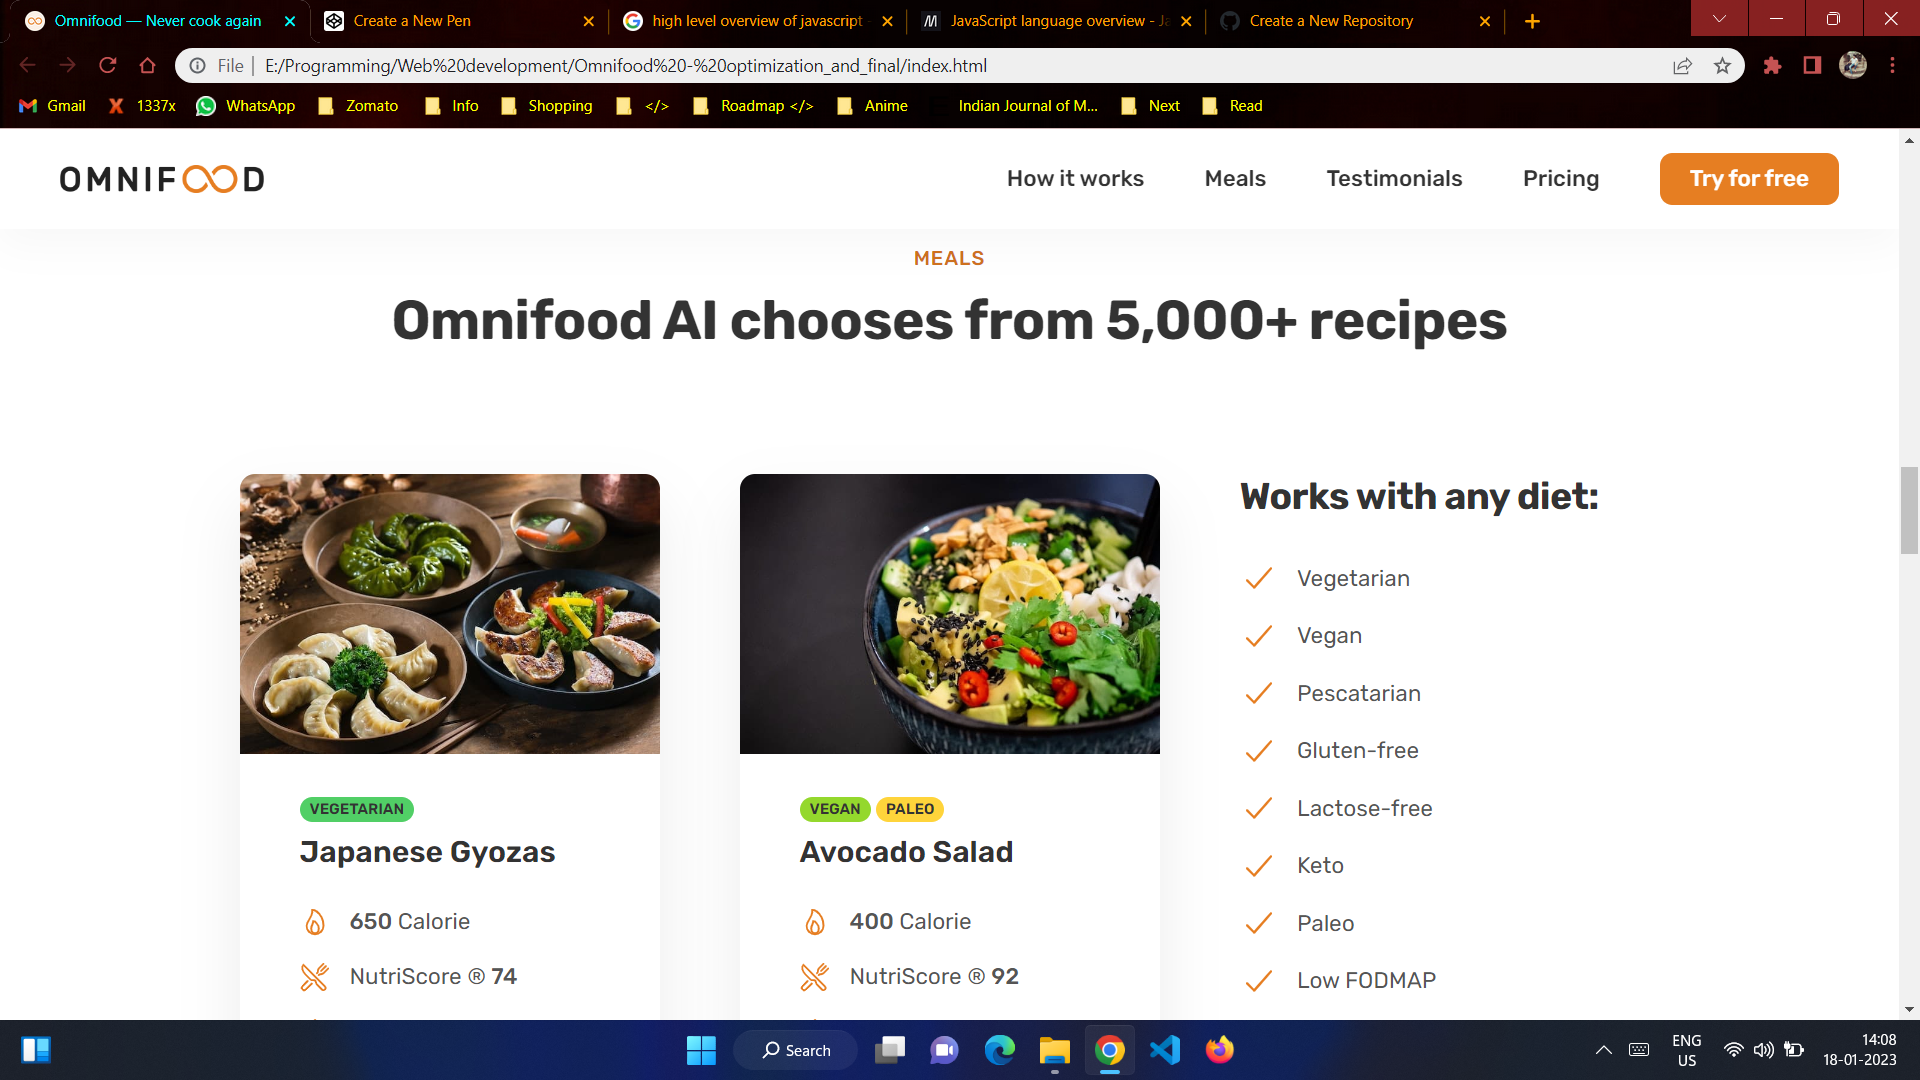 Omnifood — Never cook again
Create a New Pen
high level overview of javascript -
JavaScript language overview - Ja
Create a New Repository
File | E:/Programming/Web%20development/Omnifood%20-%20optimization_and_final/index.html
Gmail
1337x
WhatsApp
Zomato
Info
Shopping
</>
Roadmap </>
Anime
Indian Journal of M...
Next
Read
OMNIFOOD
How it works
Meals
Testimonials
Pricing
Try for free
MEALS
Omnifood AI chooses from 5,000+ recipes
VEGETARIAN
Japanese Gyozas
650 Calorie
NutriScore ® 74
VEGAN PALEO
Avocado Salad
400 Calorie
NutriScore ® 92
Works with any diet:
Vegetarian
Vegan
Pescatarian
Gluten-free
Lactose-free
Keto
Paleo
Low FODMAP
Search
ENG
US
14:08
18-01-2023